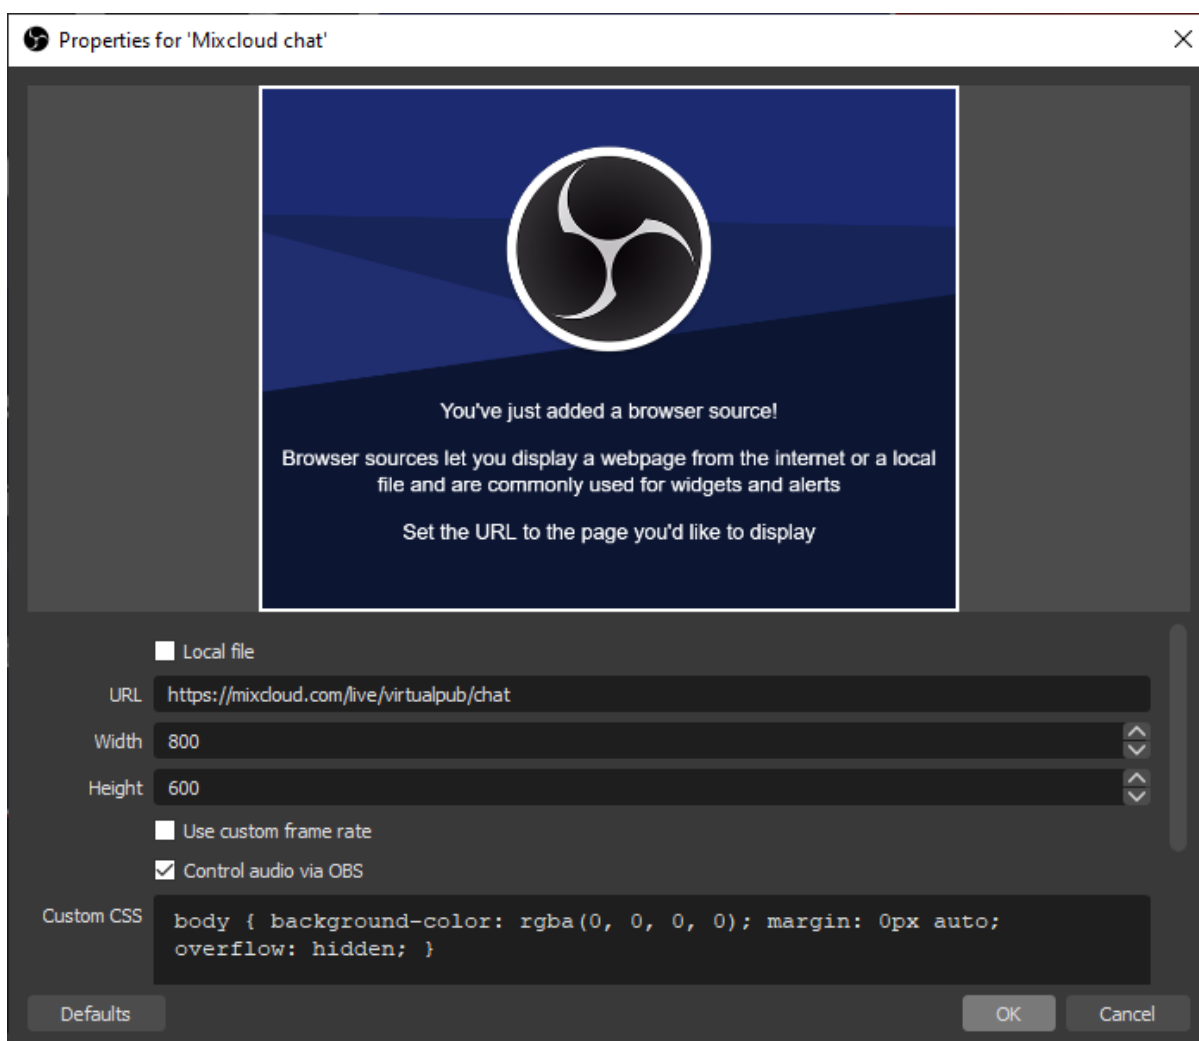 Properties for 'Mixcloud chat'
You've just added a browser source!
Browser sources let you display a webpage from the internet or a local
file and are commonly used for widgets and alerts
Set the URL to the page you'd like to display
Local file
URL https://mixcloud.com/live/virtualpub/chat
Width 800
Height 600
Use custom frame rate
Control audio via OBS
Custom CSS body { background-color: rgba(0, 0, 0, 0); margin: 0px auto;
overflow: hidden; }
Defaults OK Cancel